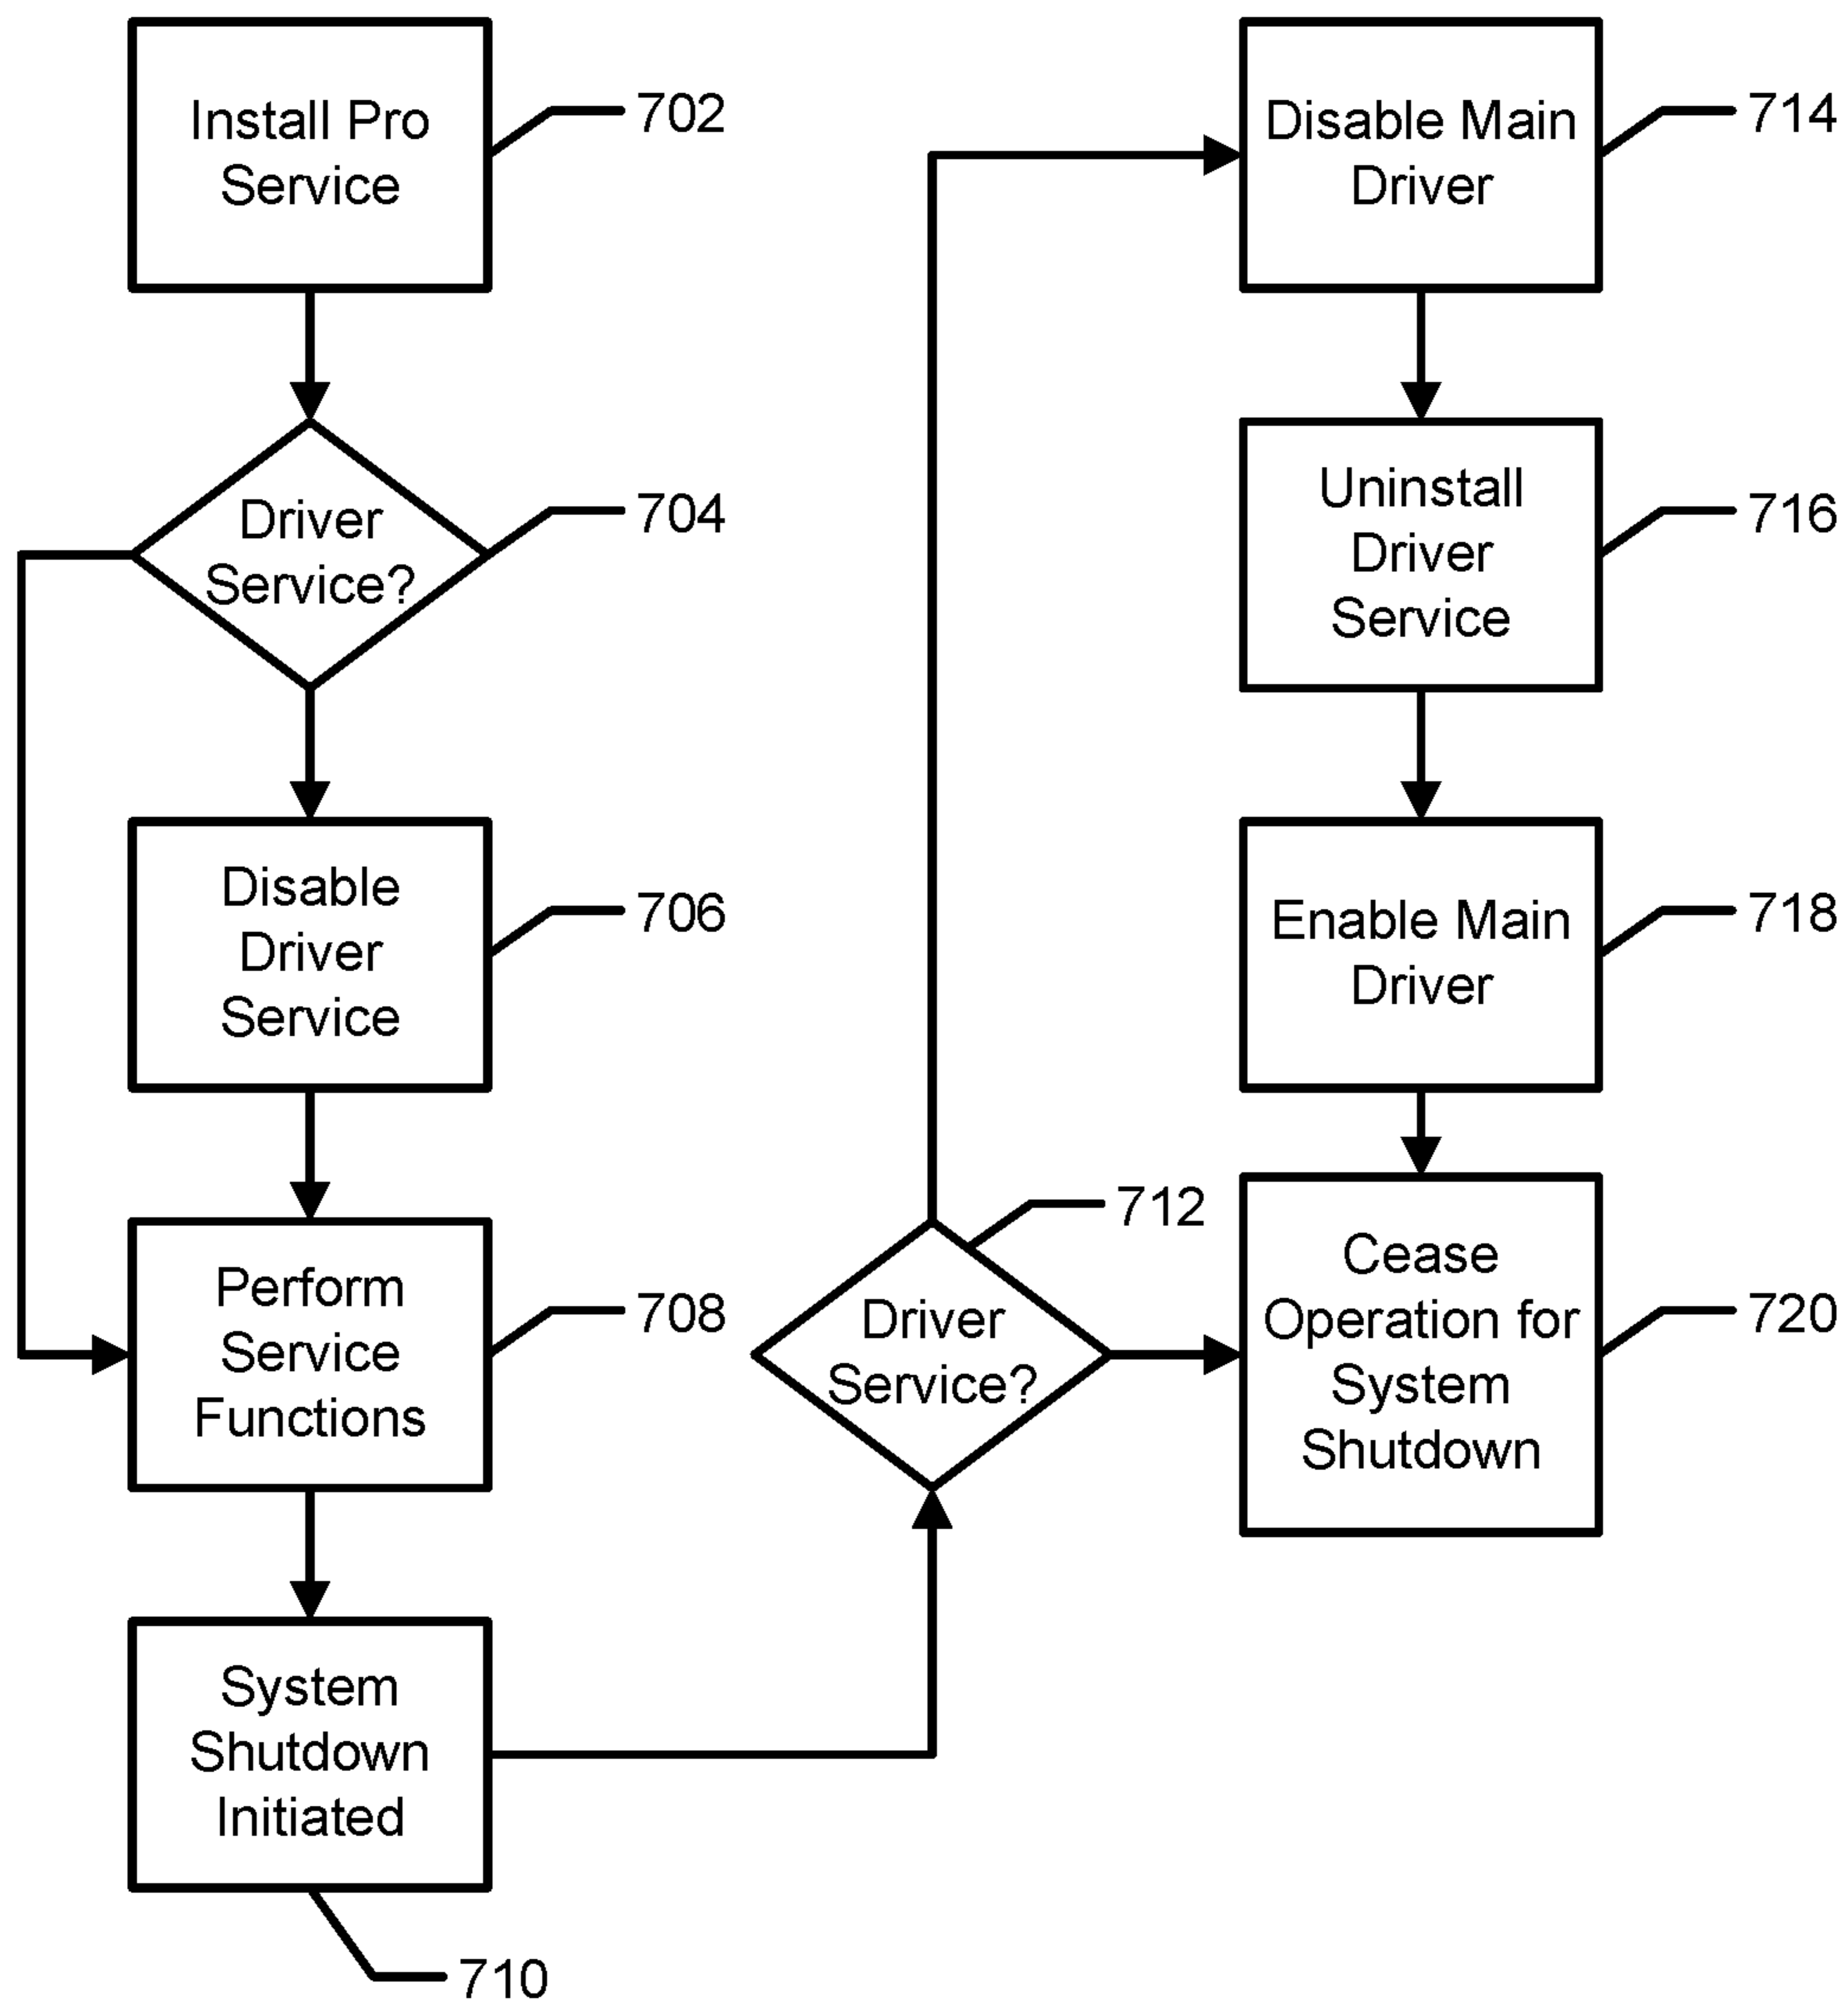 Install Pro
Service
702
Driver
Service?
704
Disable
Driver
Service
706
Perform
Service
Functions
708
System
Shutdown
Initiated
710
Driver
Service?
712
Disable Main
Driver
714
Uninstall
Driver
Service
716
Enable Main
Driver
718
Cease
Operation for
System
Shutdown
720